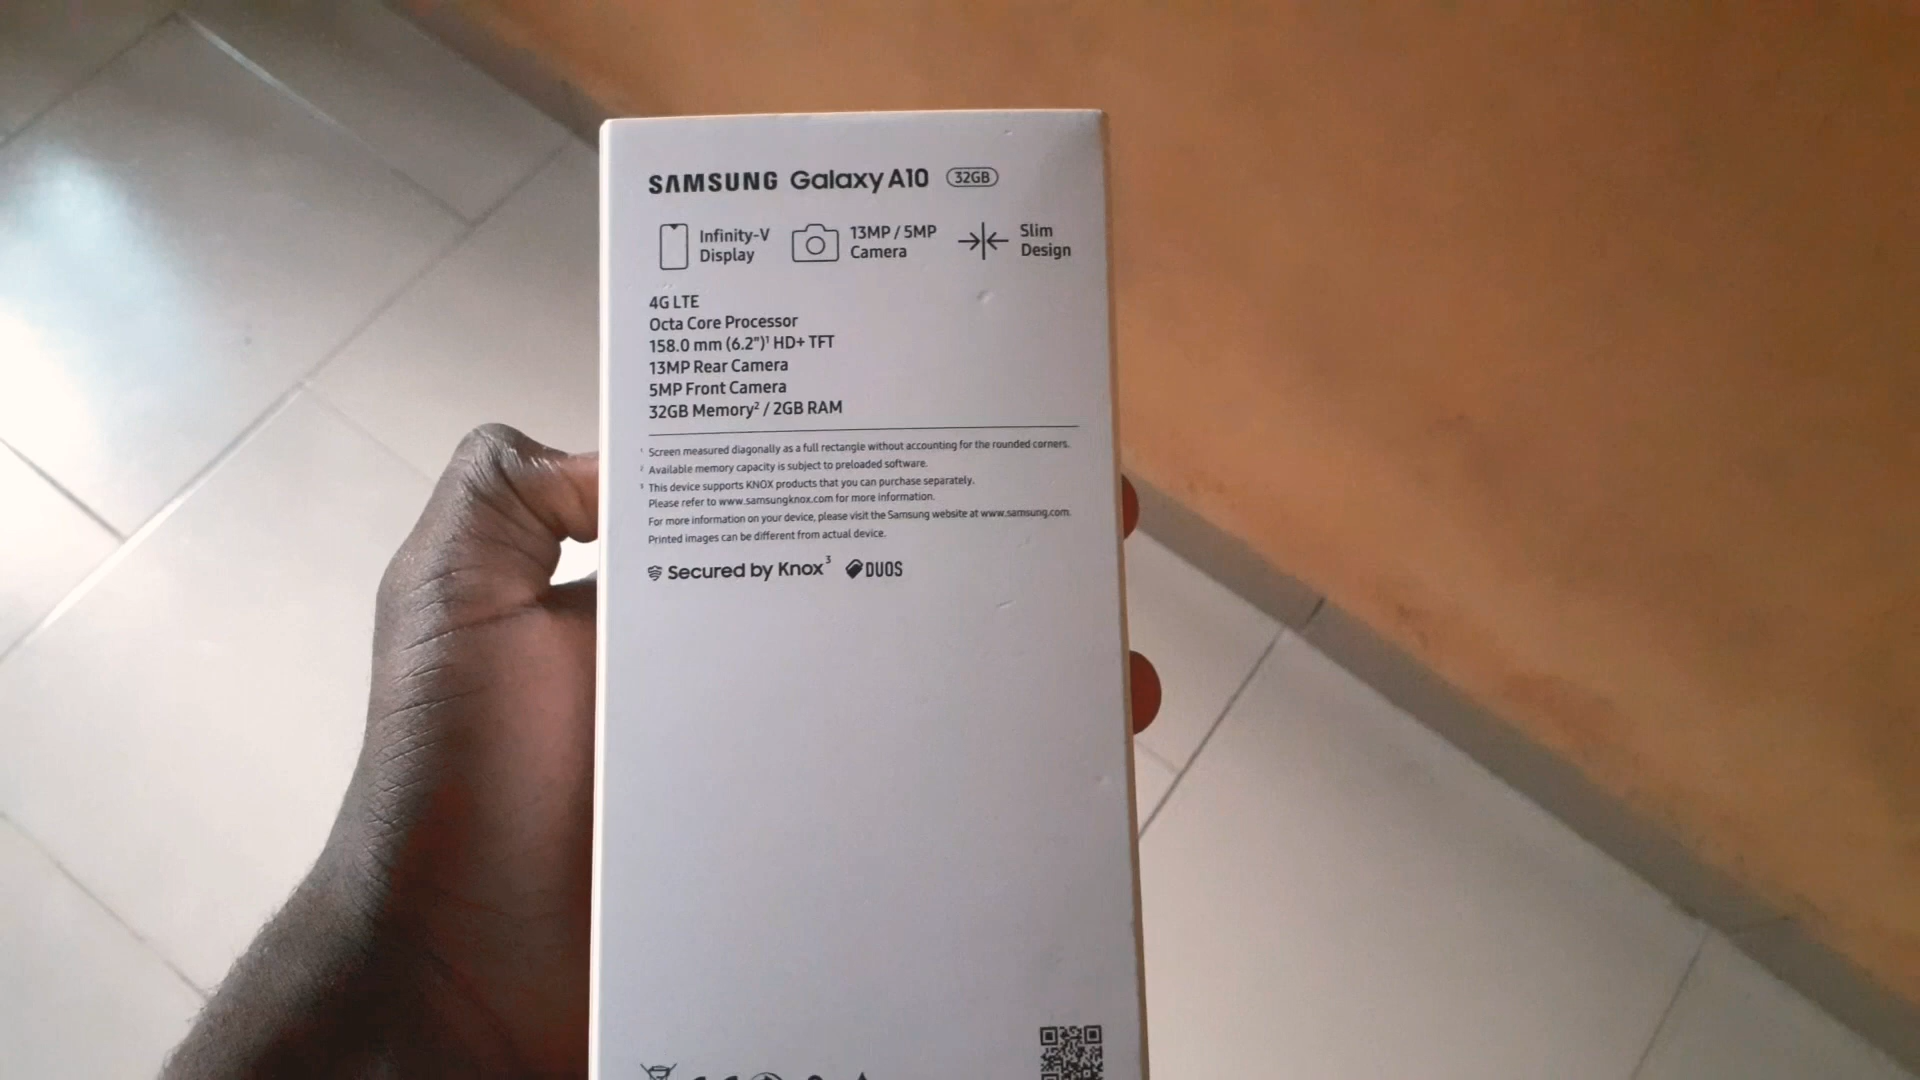 SAMSUNG Galaxy A10 32GB
Infinity-V
Display
13MP / 5MP
Camera
Slim
Design
4G LTE
Octa Core Processor
158.0 mm (6.2")¹ HD+ TFT
13MP Rear Camera
5MP Front Camera
32GB Memory² / 2GB RAM
¹ Screen measured diagonally as a full rectangle without accounting for the rounded corners.
² Available memory capacity is subject to preloaded software.
³ This device supports KNOX products that you can purchase separately.
Please refer to www.samsungknox.com for more information.
For more information on your device, please visit the Samsung website at www.samsung.com.
Printed images can be different from actual device.
Secured by Knox³ DUOS